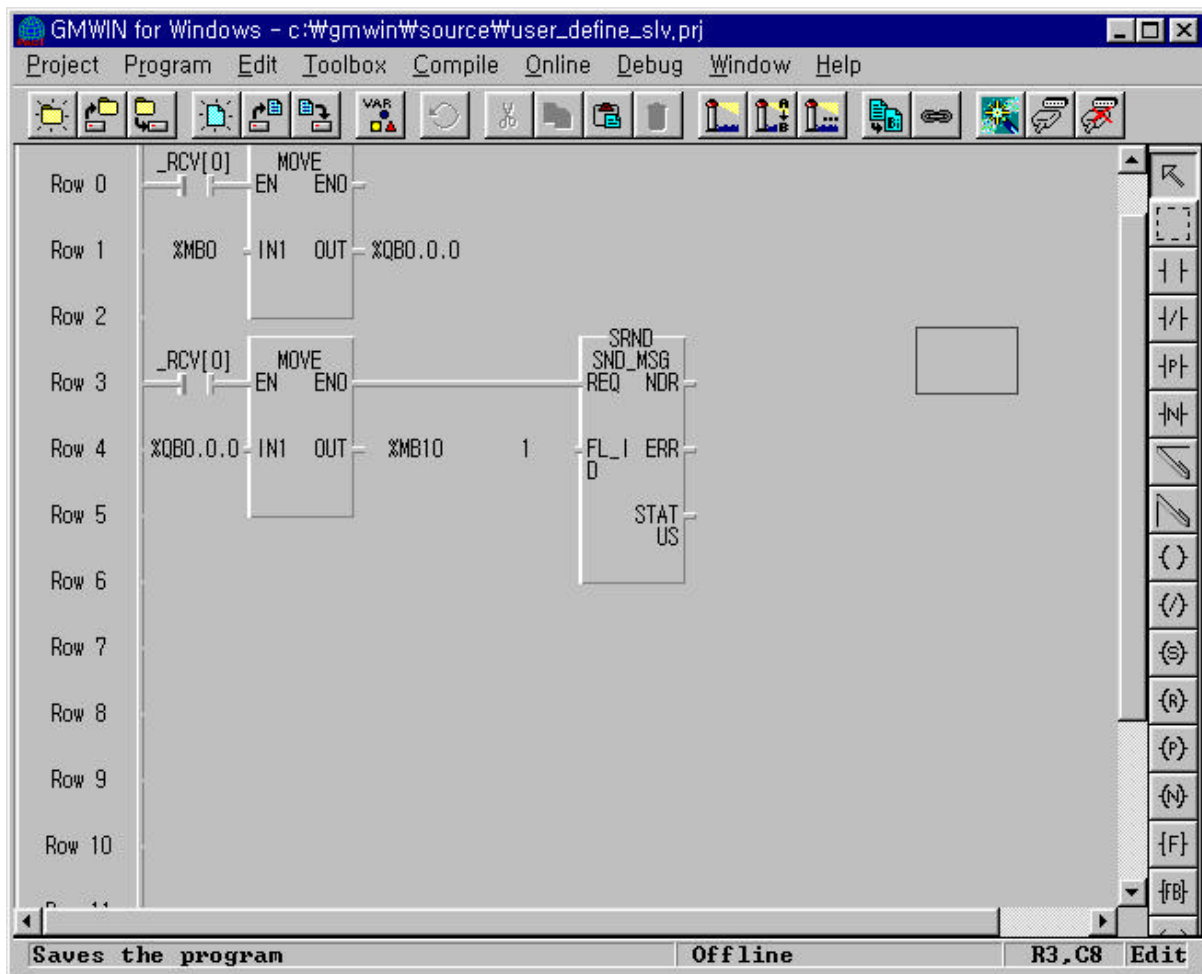 GMWIN for Windows - c:₩gmwin₩source₩user_define_slv,prj
Project Program Edit Toolbox Compile Online Debug Window Help
VAR
_RCV[0] MOVE
Row 0 EN ENO
Row 1 %MB0 IN1 OUT %QB0.0.0
Row 2
SRND
_RCV[0] MOVE SND_MSG
Row 3 EN ENO REQ NDR
Row 4 %QB0.0.0 IN1 OUT %MB10 1 FL_I ERR
D
Row 5 STAT
US
Row 6
Row 7
Row 8
Row 9
Row 10
(S)
(R)
(P)
(N)
{F}
{FB}
Saves the program Offline R3,C8 Edit